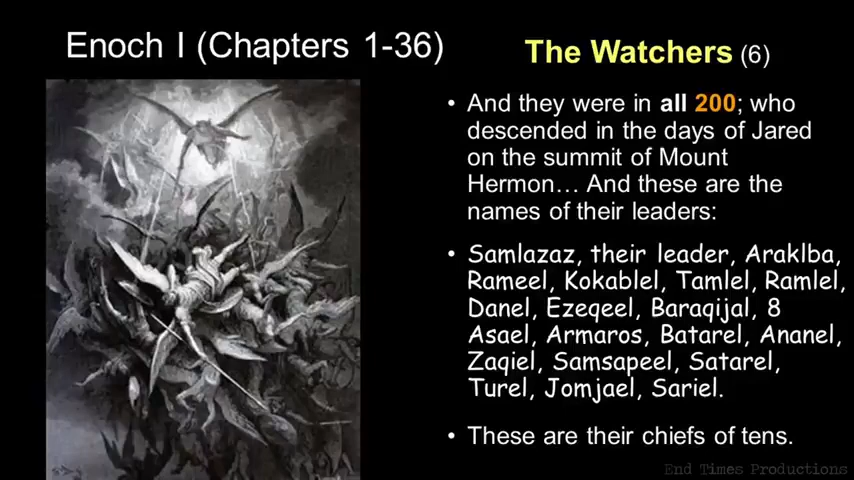 Enoch I (Chapters 1-36)
The Watchers (6)
• And they were in all 200; who
descended in the days of Jared
on the summit of Mount
Hermon… And these are the
names of their leaders:
• Samlazaz, their leader, Araklba,
Rameel, Kokablel, Tamlel, Ramlel,
Danel, Ezeqeel, Baraqijal, 8
Asael, Armaros, Batarel, Ananel,
Zaqiel, Samsapeel, Satarel,
Turel, Jomjael, Sariel.
• These are their chiefs of tens.
End Times Productions